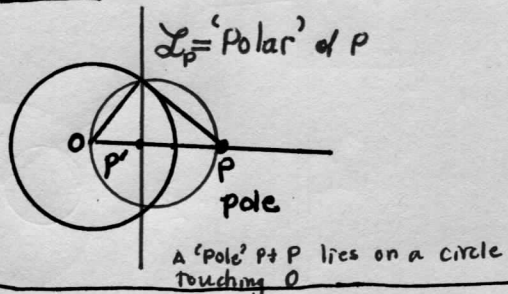 ℒp = 'Polar' of P
O
P'
P
pole
A 'Pole' Pt P lies on a circle
touching O